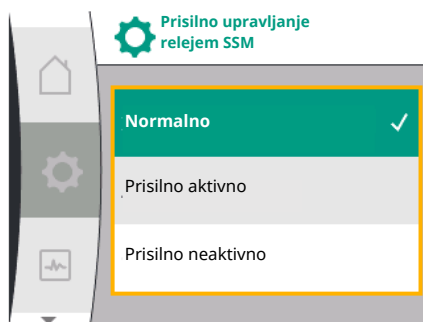 Prisilno upravljanje
relejem SSM
Normalno
Prisilno aktivno
Prisilno neaktivno